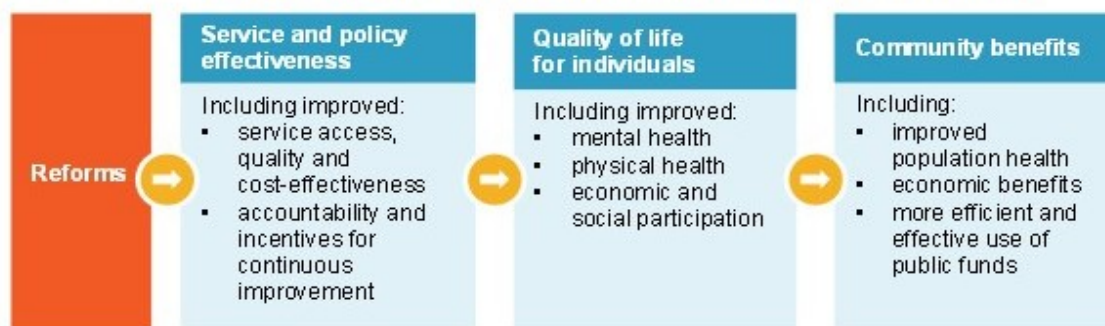 Reforms
Service and policy
effectiveness
Including improved:
▪ service access,
quality and
cost-effectiveness
▪ accountability and
incentives for
continuous
improvement
Quality of life
for individuals
Including improved:
▪ mental health
▪ physical health
▪ economic and
social participation
Community benefits
Including:
▪ improved
population health
▪ economic benefits
▪ more efficient and
effective use of
public funds